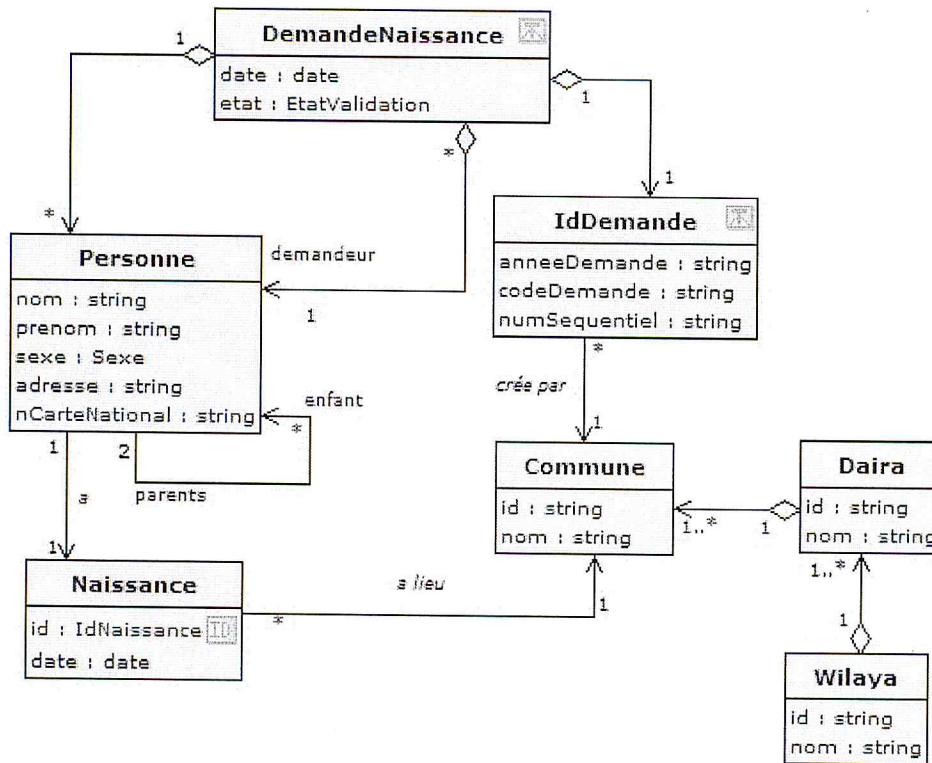 DemandeNaissance
date : date
etat : EtatValidation
1
*
1
*
1
Personne
nom : string
prenom : string
sexe : Sexe
adresse : string
nCarteNational : string
demandeur
1
IdDemande
anneeDemande : string
codeDemande : string
numSequentiel : string
*
crée par
1
enfant
*
1
2
parents
a
1
Commune
id : string
nom : string
1..*
1
Daira
id : string
nom : string
1..*
1
Naissance
id : IdNaissance ID
date : date
*
a lieu
1
Wilaya
id : string
nom : string